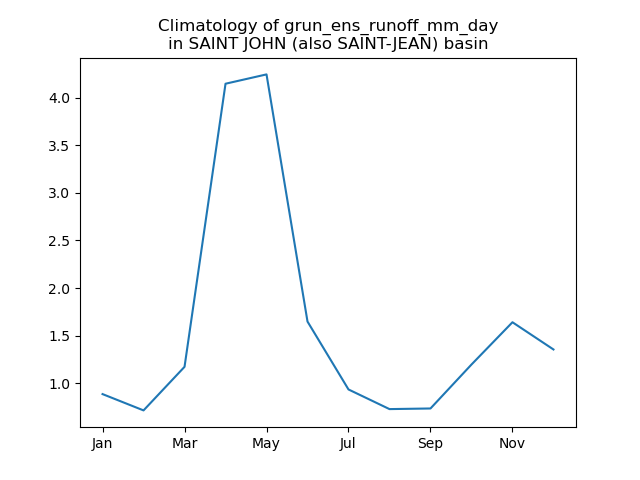 Climatology of grun_ens_runoff_mm_day
in SAINT JOHN (also SAINT-JEAN) basin
4.0
3.5
3.0
2.5
2.0
1.5
1.0
Jan Mar May Jul Sep Nov